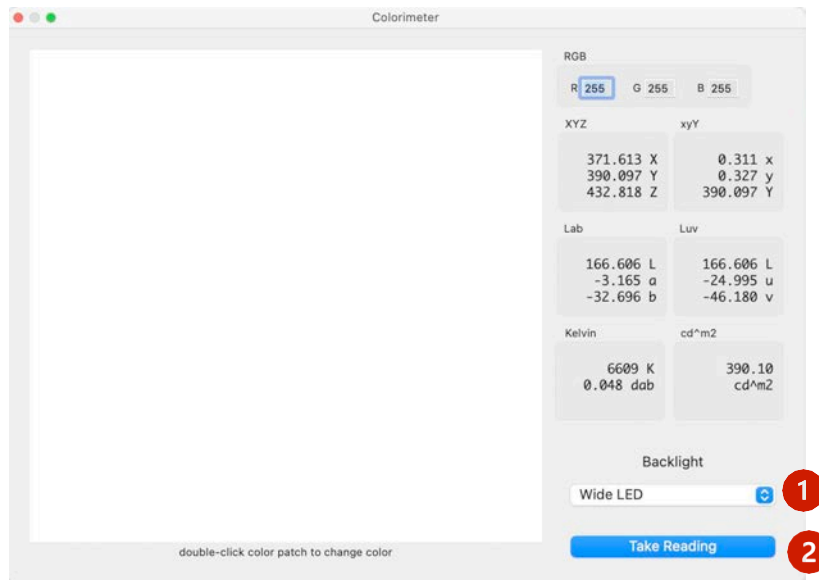 Colorimeter
RGB
R 255 G 255 B 255
XYZ xyY
371.613 X 0.311 x
390.097 Y 0.327 y
432.818 Z 390.097 Y
Lab Luv
166.606 L 166.606 L
-3.165 a -24.995 u
-32.696 b -46.180 v
Kelvin cd^m2
6609 K 390.10
0.048 dab cd^m2
Backlight
Wide LED 1
Take Reading 2
double-click color patch to change color